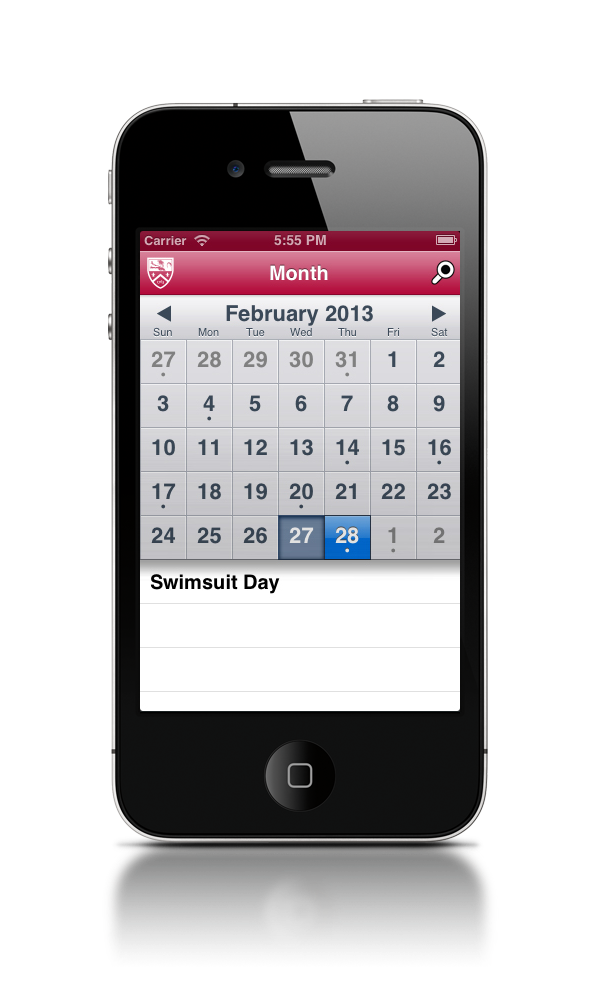 Carrier 5:55 PM
Month
February 2013
Sun Mon Tue Wed Thu Fri Sat
27 28 29 30 31 1 2
3 4 5 6 7 8 9
10 11 12 13 14 15 16
17 18 19 20 21 22 23
24 25 26 27 28 1 2
Swimsuit Day